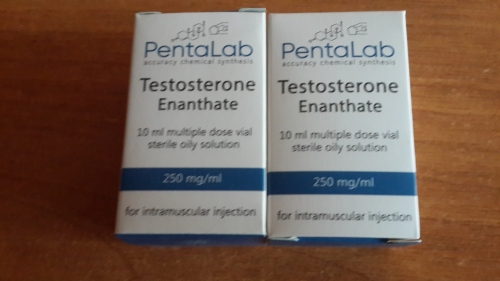 PentaLab
accuracy chemical synthesis
Testosterone
Enanthate
10 ml multiple dose vial
sterile oily solution
250 mg/ml
for intramuscular injection
PentaLab
accuracy chemical synthesis
Testosterone
Enanthate
10 ml multiple dose vial
sterile oily solution
250 mg/ml
for intramuscular injection